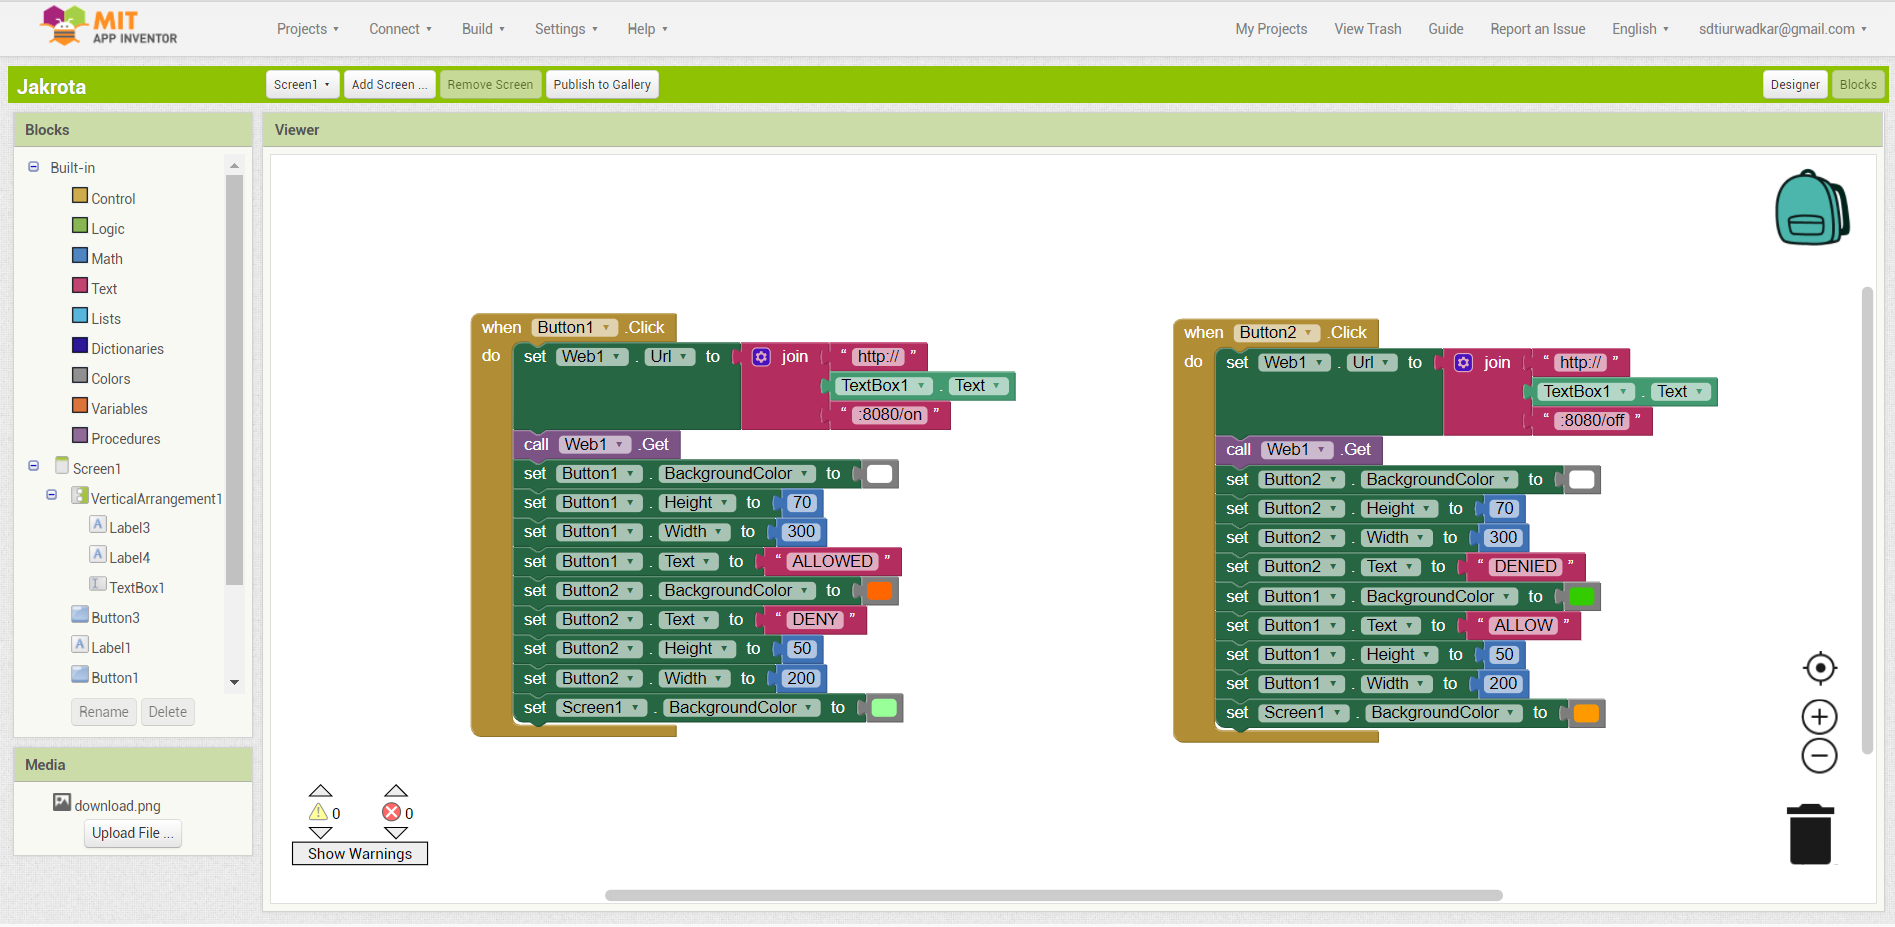 MIT
APP INVENTOR
Projects Connect Build Settings Help My Projects View Trash Guide Report an Issue English sdtiurwadkar@gmail.com
Jakrota Screen1 Add Screen ... Remove Screen Publish to Gallery Designer Blocks
Blocks
Built-in
Control
Logic
Math
Text
Lists
Dictionaries
Colors
Variables
Procedures
Screen1
VerticalArrangement1
A Label3
A Label4
TextBox1
Button3
A Label1
Button1
Rename Delete
Media
download.png
Upload File ...
Viewer
when Button1 .Click
do set Web1 . Url to join “ http:// ”
TextBox1 . Text
“ :8080/on ”
call Web1 .Get
set Button1 . BackgroundColor to
set Button1 . Height to 70
set Button1 . Width to 300
set Button1 . Text to “ ALLOWED ”
set Button2 . BackgroundColor to
set Button2 . Text to “ DENY ”
set Button2 . Height to 50
set Button2 . Width to 200
set Screen1 . BackgroundColor to
when Button2 .Click
do set Web1 . Url to join “ http:// ”
TextBox1 . Text
“ :8080/off ”
call Web1 .Get
set Button2 . BackgroundColor to
set Button2 . Height to 70
set Button2 . Width to 300
set Button2 . Text to “ DENIED ”
set Button1 . BackgroundColor to
set Button1 . Text to “ ALLOW ”
set Button1 . Height to 50
set Button1 . Width to 200
set Screen1 . BackgroundColor to
0 0
Show Warnings